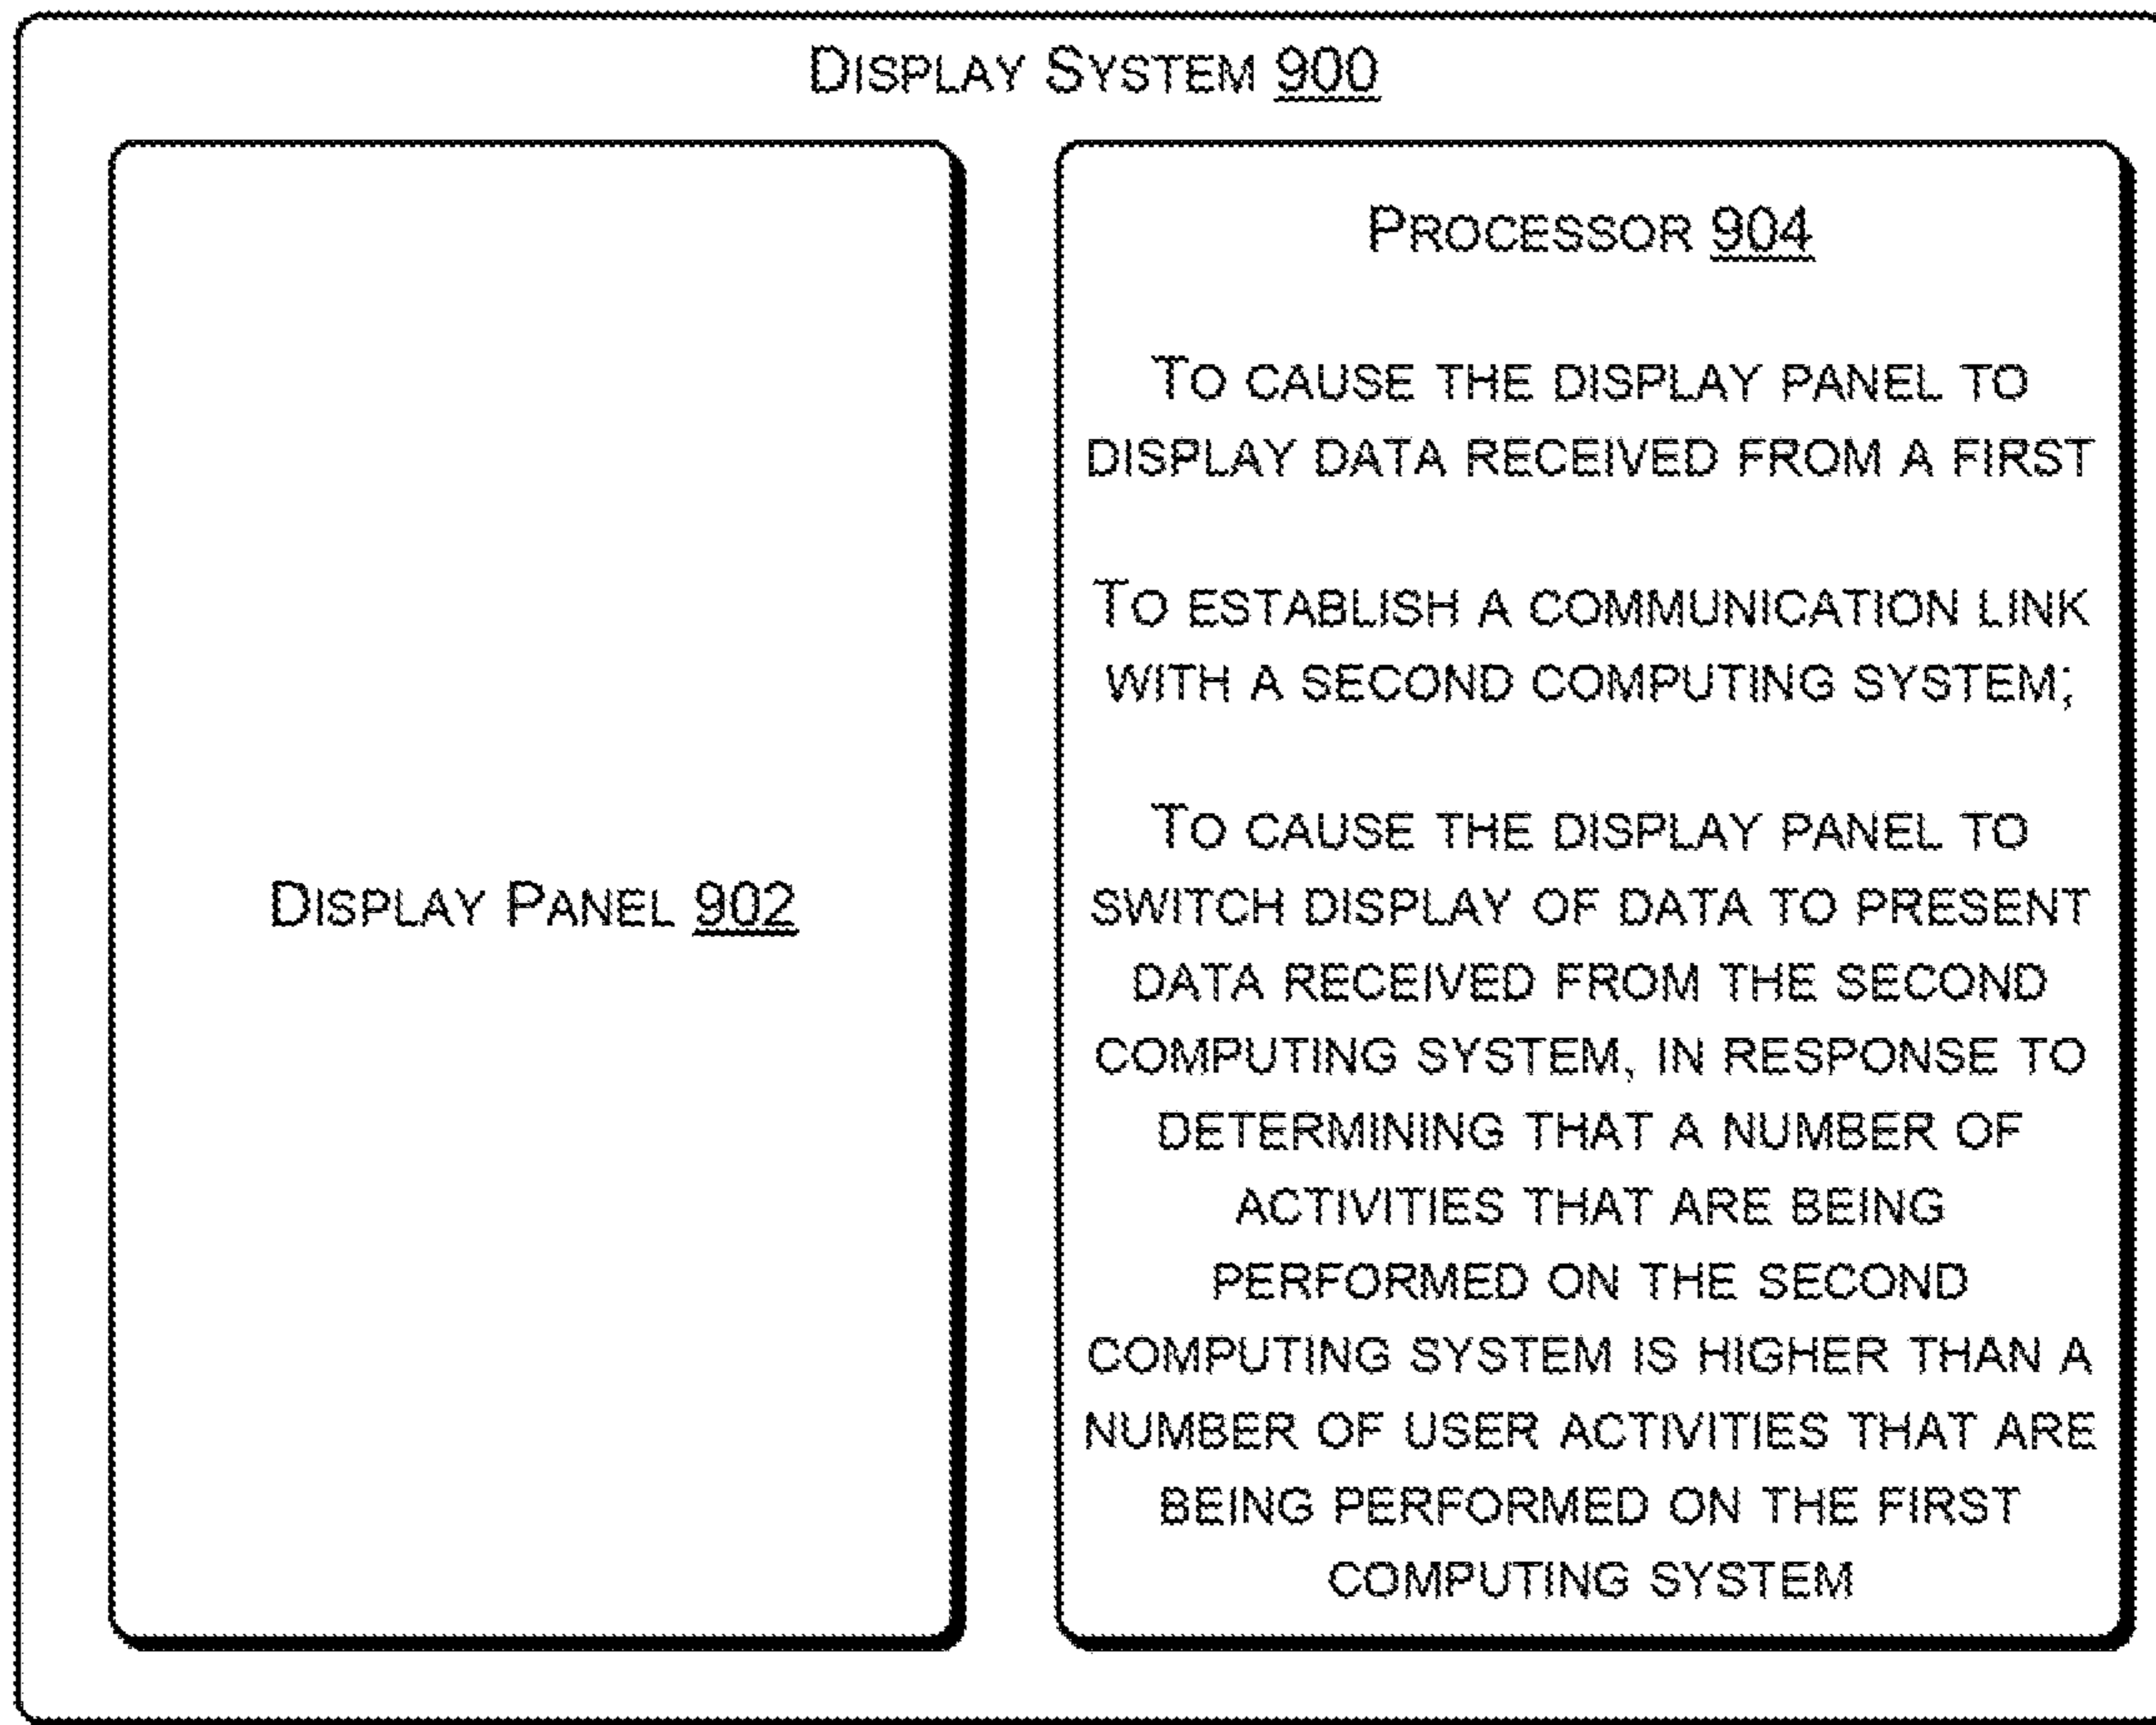 DISPLAY SYSTEM 900
DISPLAY PANEL 902
PROCESSOR 904
TO CAUSE THE DISPLAY PANEL TO
DISPLAY DATA RECEIVED FROM A FIRST
TO ESTABLISH A COMMUNICATION LINK
WITH A SECOND COMPUTING SYSTEM;
TO CAUSE THE DISPLAY PANEL TO
SWITCH DISPLAY OF DATA TO PRESENT
DATA RECEIVED FROM THE SECOND
COMPUTING SYSTEM, IN RESPONSE TO
DETERMINING THAT A NUMBER OF
ACTIVITIES THAT ARE BEING
PERFORMED ON THE SECOND
COMPUTING SYSTEM IS HIGHER THAN A
NUMBER OF USER ACTIVITIES THAT ARE
BEING PERFORMED ON THE FIRST
COMPUTING SYSTEM